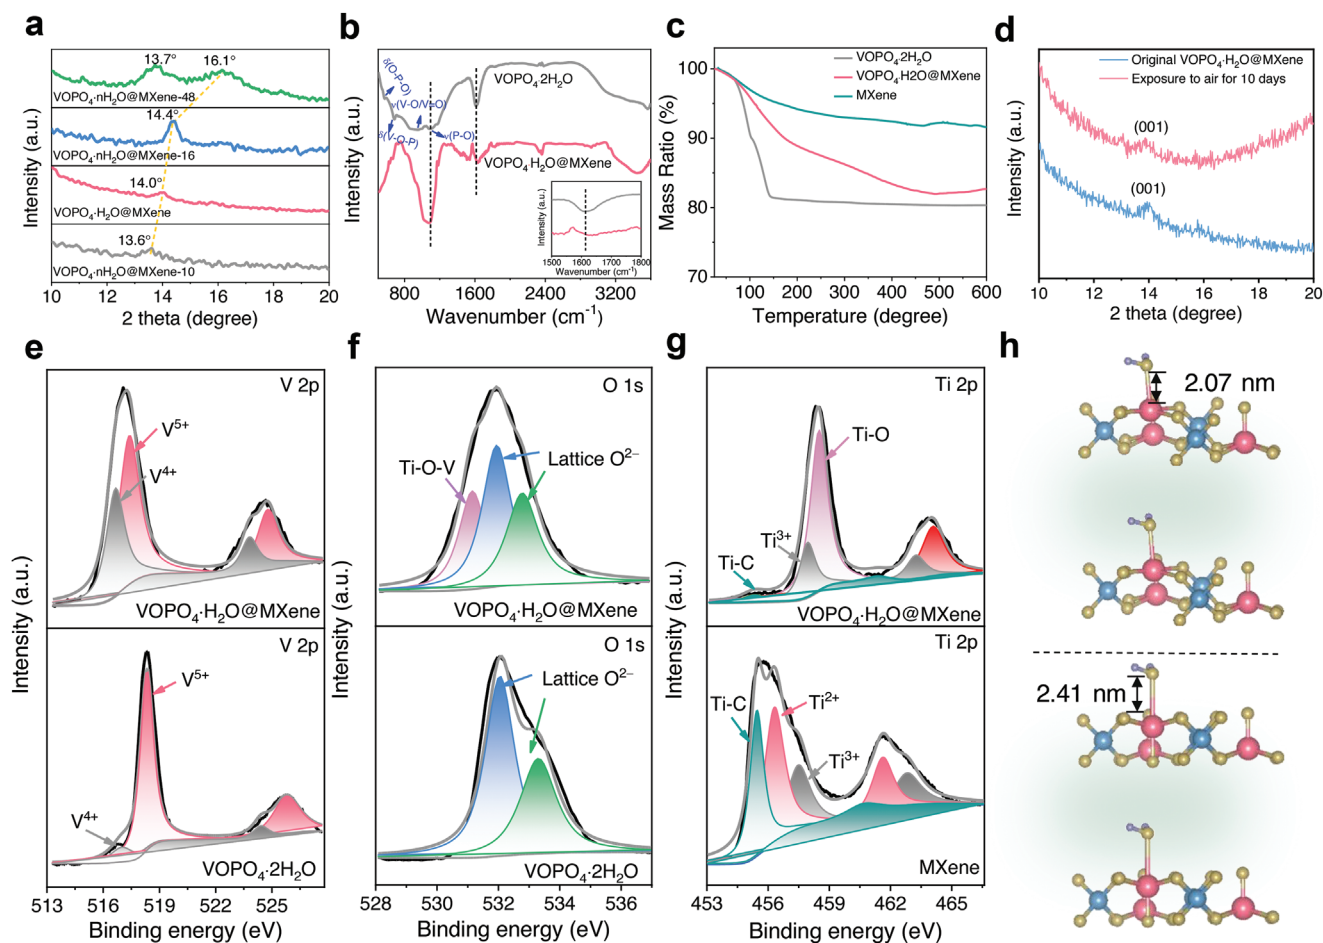 a
13.7°
16.1°
VOPO₄·nH₂O@MXene-48
14.4°
VOPO₄·nH₂O@MXene-16
14.0°
VOPO₄·H₂O@MXene
13.6°
VOPO₄·nH₂O@MXene-10
Intensity (a.u.)
10 12 14 16 18 20
2 theta (degree)
b
δ(O-P-O)
VOPO₄·2H₂O
ν(V-O/V=O)
δ(V-O-P)
ν(P-O)
VOPO₄·H₂O@MXene
Intensity (a.u.)
Intensity (a.u.)
1500 1600 1700 1800
Wavenumber (cm⁻¹)
800 1600 2400 3200
Wavenumber (cm⁻¹)
c
VOPO₄·2H₂O
VOPO₄·H2O@MXene
MXene
Mass Ratio (%)
100
90
80
70
0 100 200 300 400 500 600
Temperature (°C)
d
Original VOPO₄·H₂O@MXene
Exposure to air for 10 days
(001)
(001)
Intensity (a.u.)
10 12 14 16 18 20
2 theta (degree)
e
V 2p
V⁵⁺
V⁴⁺
VOPO₄·H₂O@MXene
Intensity (a.u.)
V 2p
V⁵⁺
V⁴⁺
VOPO₄·2H₂O
Intensity (a.u.)
513 516 519 522 525
Binding energy (eV)
f
O 1s
Ti-O-V
Lattice O²⁻
VOPO₄·H₂O@MXene
Intensity (a.u.)
O 1s
Lattice O²⁻
VOPO₄·2H₂O
Intensity (a.u.)
528 530 532 534 536
Binding energy (eV)
g
Ti 2p
Ti-O
Ti³⁺
Ti-C
VOPO₄·H₂O@MXene
Intensity (a.u.)
Ti 2p
Ti-C
Ti²⁺
Ti³⁺
MXene
Intensity (a.u.)
453 456 459 462 465
Binding energy (eV)
h
2.07 nm
2.41 nm